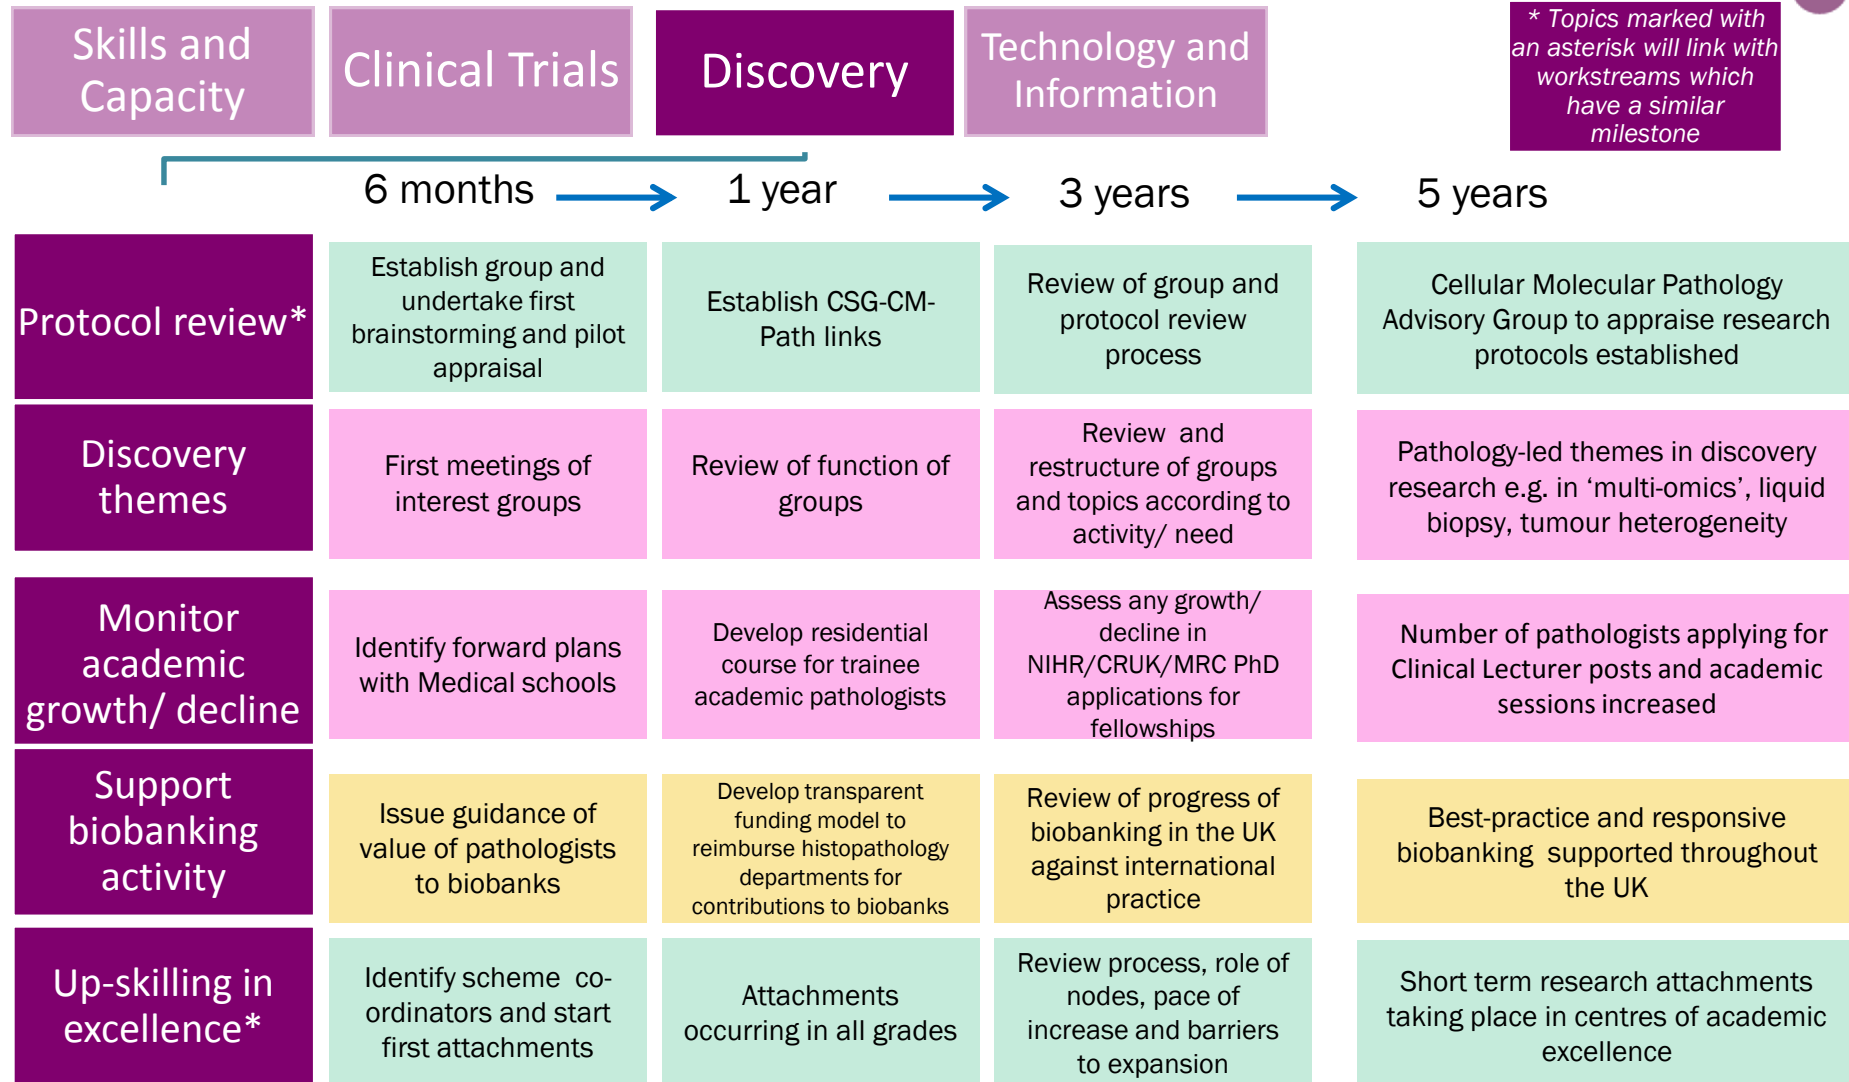 Skills and
Capacity
Clinical Trials
Discovery
Technology and
Information
* Topics marked with
an asterisk will link with
workstreams which
have a similar
milestone
6 months
1 year
3 years
5 years
Protocol review*
Establish group and
undertake first
brainstorming and pilot
appraisal
Establish CSG-CM-
Path links
Review of group and
protocol review
process
Cellular Molecular Pathology
Advisory Group to appraise research
protocols established
Discovery
themes
First meetings of
interest groups
Review of function of
groups
Review and
restructure of groups
and topics according to
activity/ need
Pathology-led themes in discovery
research e.g. in ‘multi-omics’, liquid
biopsy, tumour heterogeneity
Monitor
academic
growth/ decline
Identify forward plans
with Medical schools
Develop residential
course for trainee
academic pathologists
Assess any growth/
decline in
NIHR/CRUK/MRC PhD
applications for
fellowships
Number of pathologists applying for
Clinical Lecturer posts and academic
sessions increased
Support
biobanking
activity
Issue guidance of
value of pathologists
to biobanks
Develop transparent
funding model to
reimburse histopathology
departments for
contributions to biobanks
Review of progress of
biobanking in the UK
against international
practice
Best-practice and responsive
biobanking supported throughout
the UK
Up-skilling in
excellence*
Identify scheme co-
ordinators and start
first attachments
Attachments
occurring in all grades
Review process, role of
nodes, pace of
increase and barriers
to expansion
Short term research attachments
taking place in centres of academic
excellence